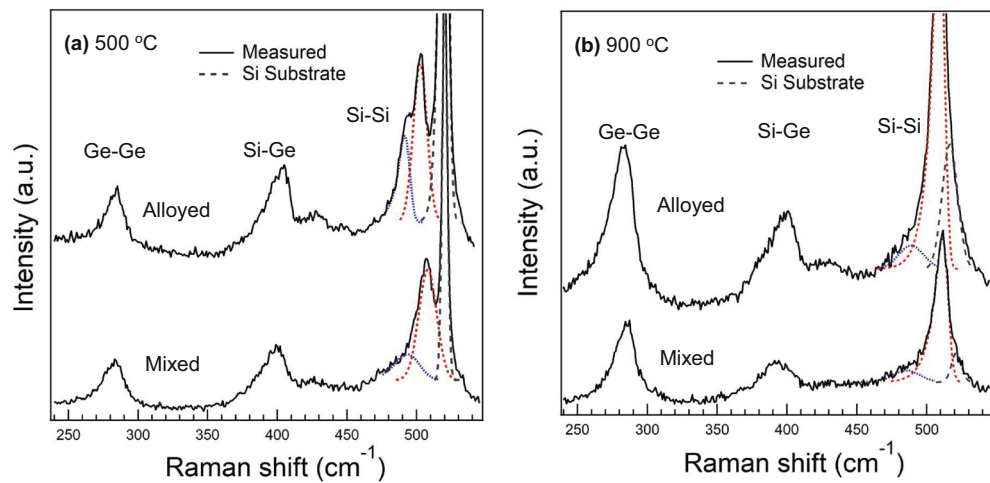 (a) 500 °C
Measured
Si Substrate
Si-Si
Ge-Ge
Si-Ge
Alloyed
Mixed
Intensity (a.u.)
250 300 350 400 450 500
Raman shift (cm⁻¹)
(b) 900 °C
Measured
Si Substrate
Ge-Ge
Si-Ge
Si-Si
Alloyed
Mixed
Intensity (a.u.)
250 300 350 400 450 500
Raman shift (cm⁻¹)